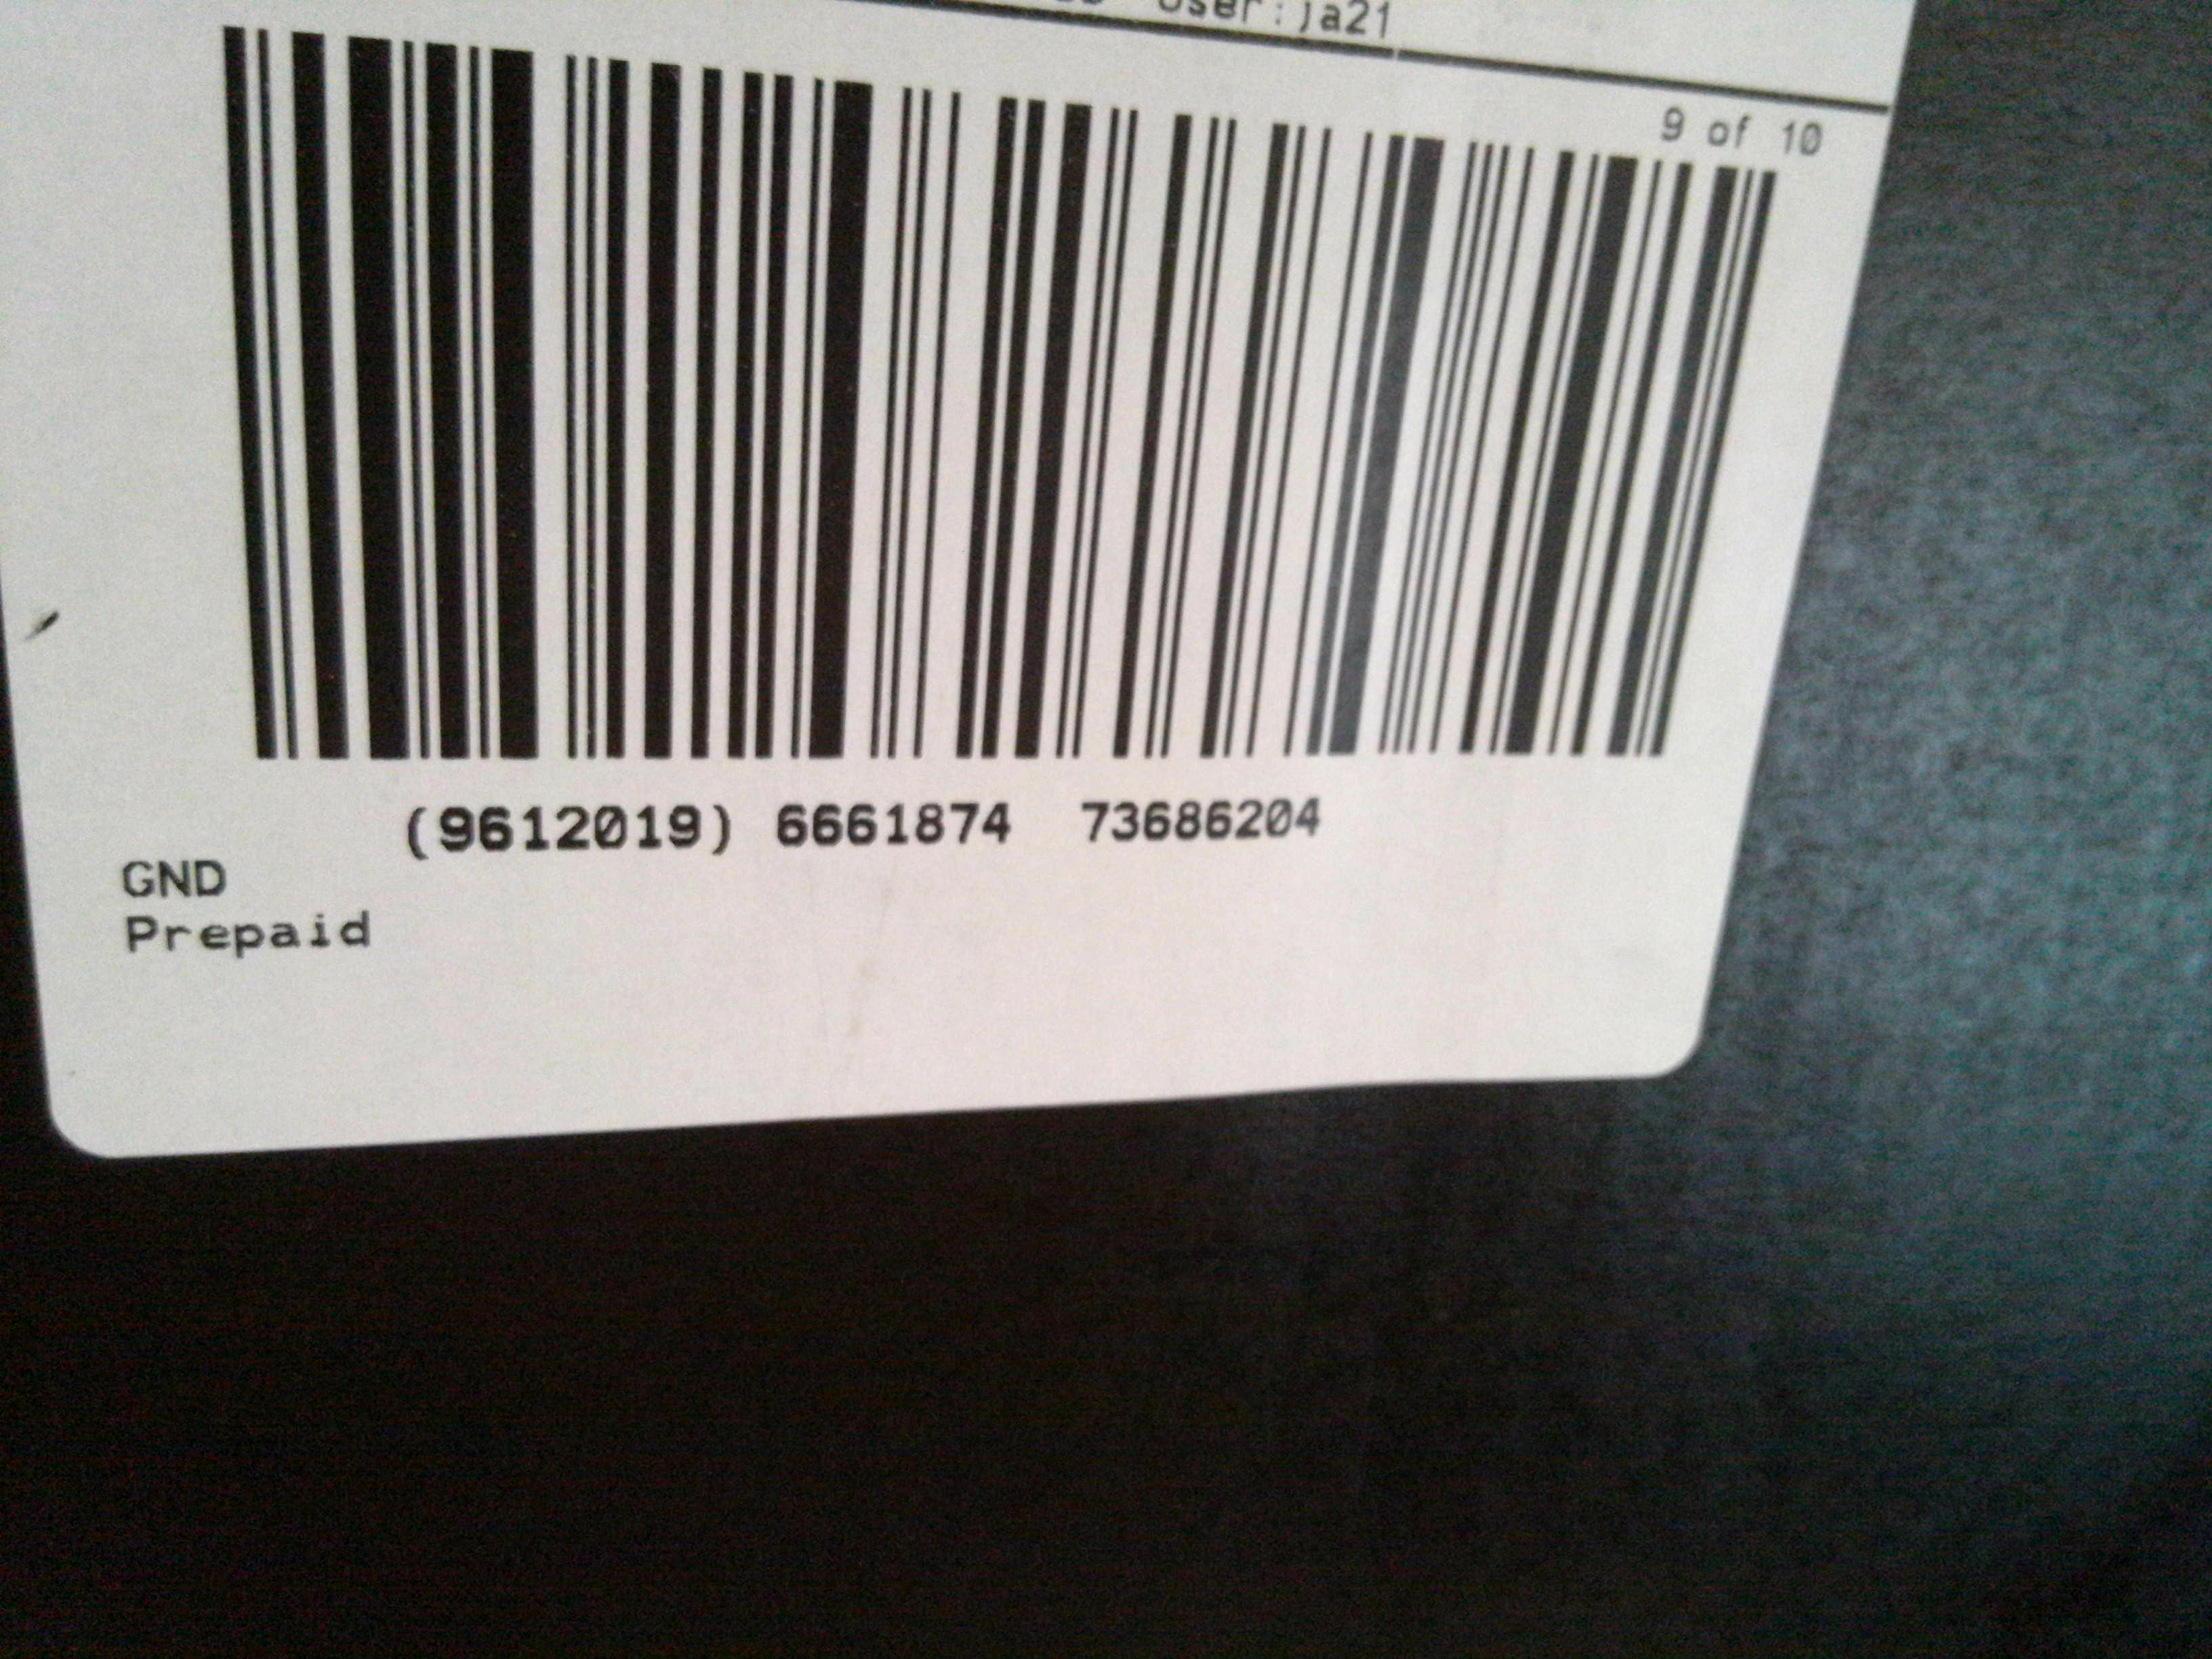 User:ja21
9 of 10
(9612019) 6661874 73686204
GND
Prepaid